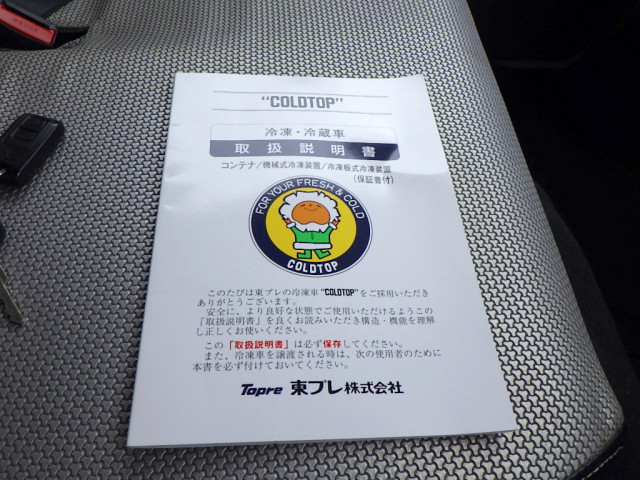 "COLDTOP"
冷凍・冷蔵車
取扱説明書
コンテナ/機械式冷凍装置/冷凍板式冷凍装置
(保証書付)
FOR YOUR FRESH & COLD
COLDTOP
このたびは東プレの冷凍車"COLDTOP"をご採用いただき
ありがとうございます。
安全に、より良好な状態でご使用いただけるようこの
「取扱説明書」を良くお読みいただき構造・機能を理解
し正しくお使いください。
この「取扱説明書」は必ず保存してください。
また、冷凍車を譲渡される時は、次の使用者のために
本書を必ず付けておいてください。
Topre 東プレ株式会社